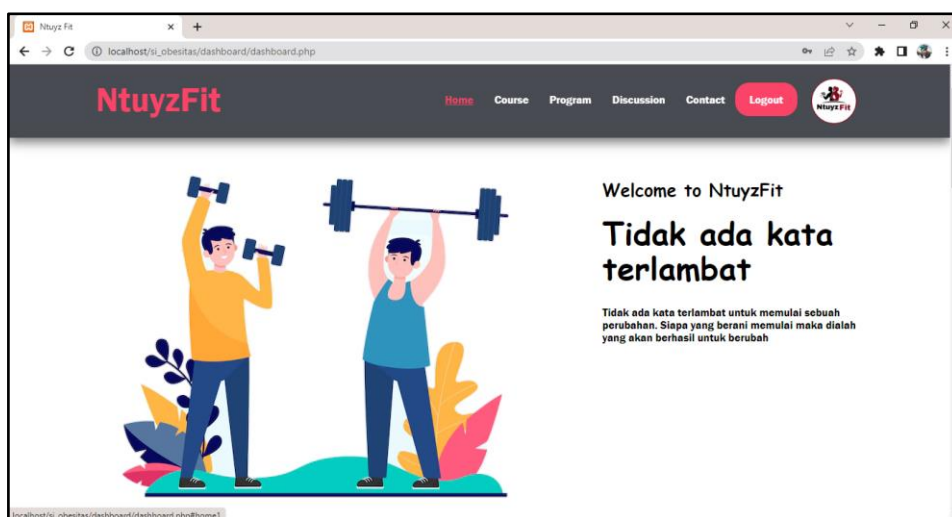 Ntuyz Fit
localhost/si_obesitas/dashboard/dashboard.php
NtuyzFit
Home Course Program Discussion Contact Logout
Ntuyz Fit
Welcome to NtuyzFit
Tidak ada kata
terlambat
Tidak ada kata terlambat untuk memulai sebuah
perubahan. Siapa yang berani memulai maka dialah
yang akan berhasil untuk berubah
localhost/si_obesitas/dashboard/dashboard.php#home1